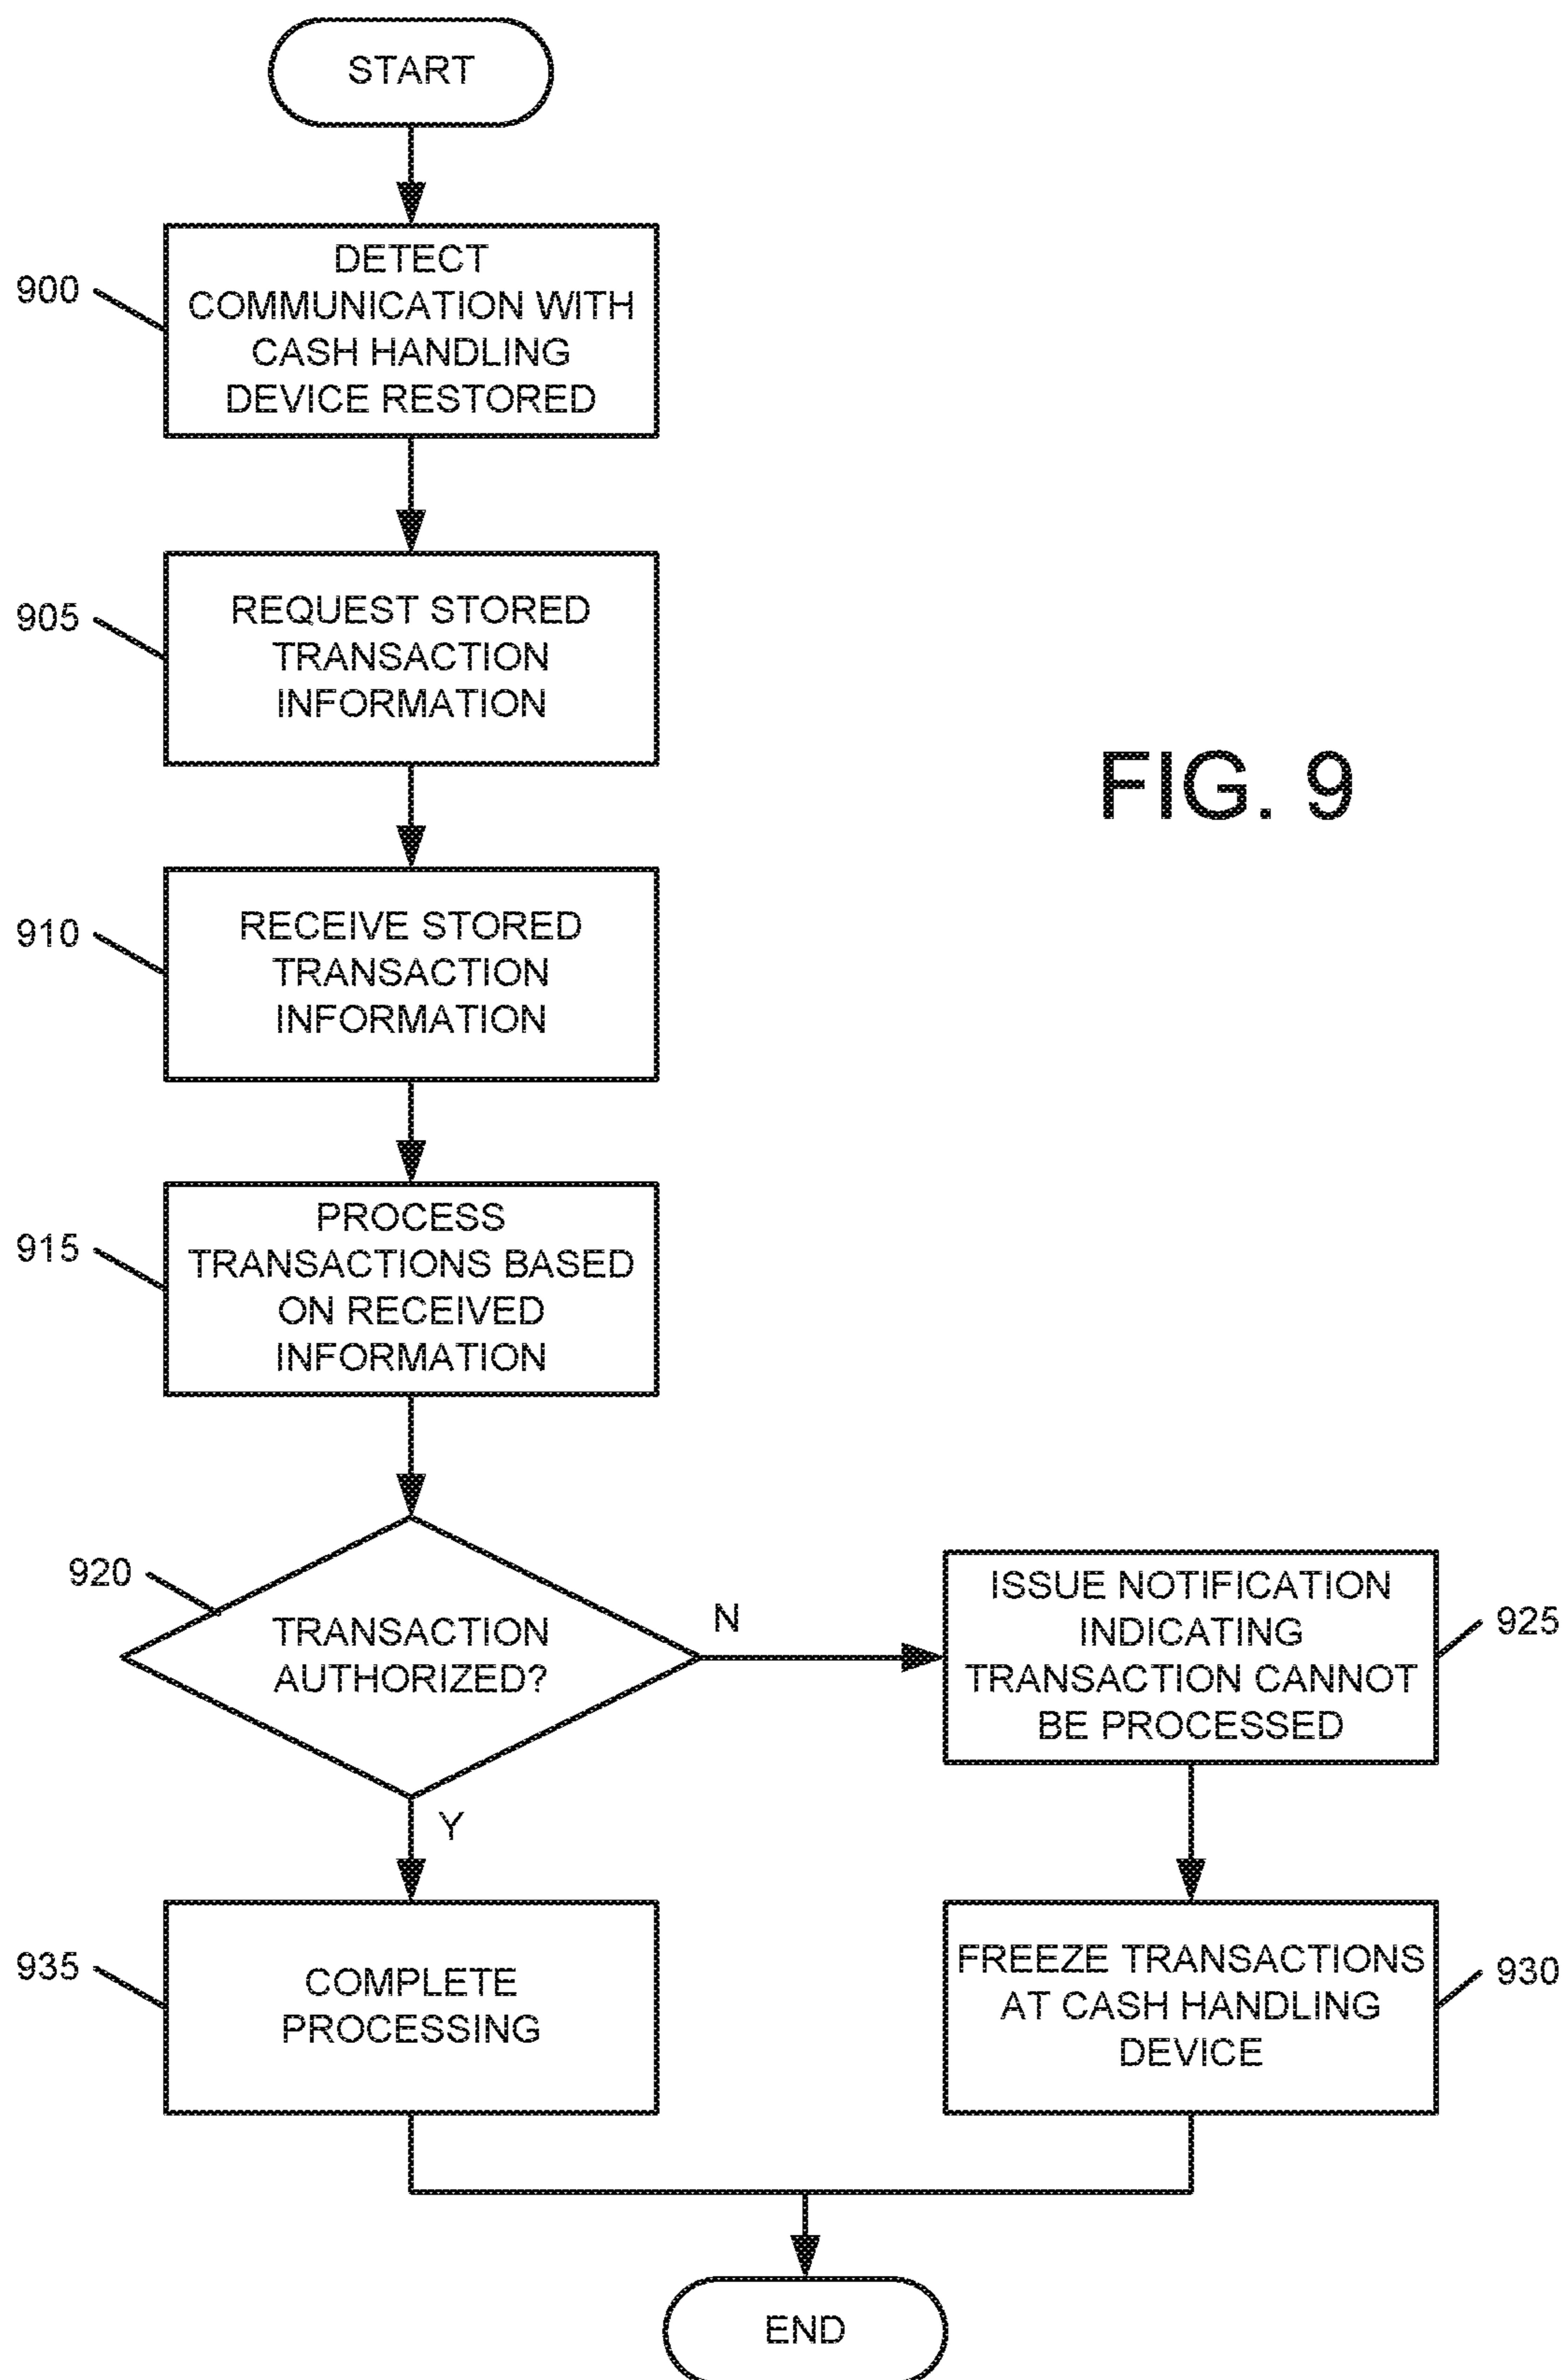 START
900
DETECT
COMMUNICATION WITH
CASH HANDLING
DEVICE RESTORED
905
REQUEST STORED
TRANSACTION
INFORMATION
FIG. 9
910
RECEIVE STORED
TRANSACTION
INFORMATION
915
PROCESS
TRANSACTIONS BASED
ON RECEIVED
INFORMATION
920
TRANSACTION
AUTHORIZED?
N
ISSUE NOTIFICATION
INDICATING
TRANSACTION CANNOT
BE PROCESSED
925
Y
935
COMPLETE
PROCESSING
FREEZE TRANSACTIONS
AT CASH HANDLING
DEVICE
930
END